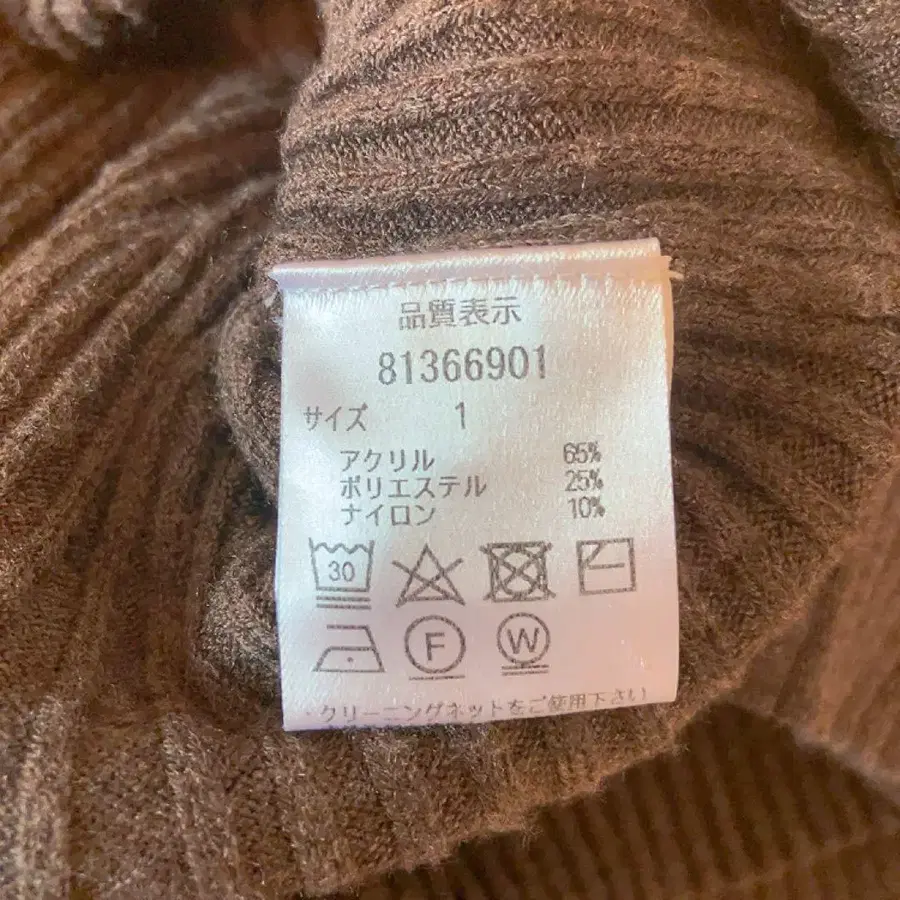 品質表示
81366901
サイズ 1
アクリル 65%
ポリエステル 25%
ナイロン 10%
30
F W
・クリーニングネットをご使用下さい